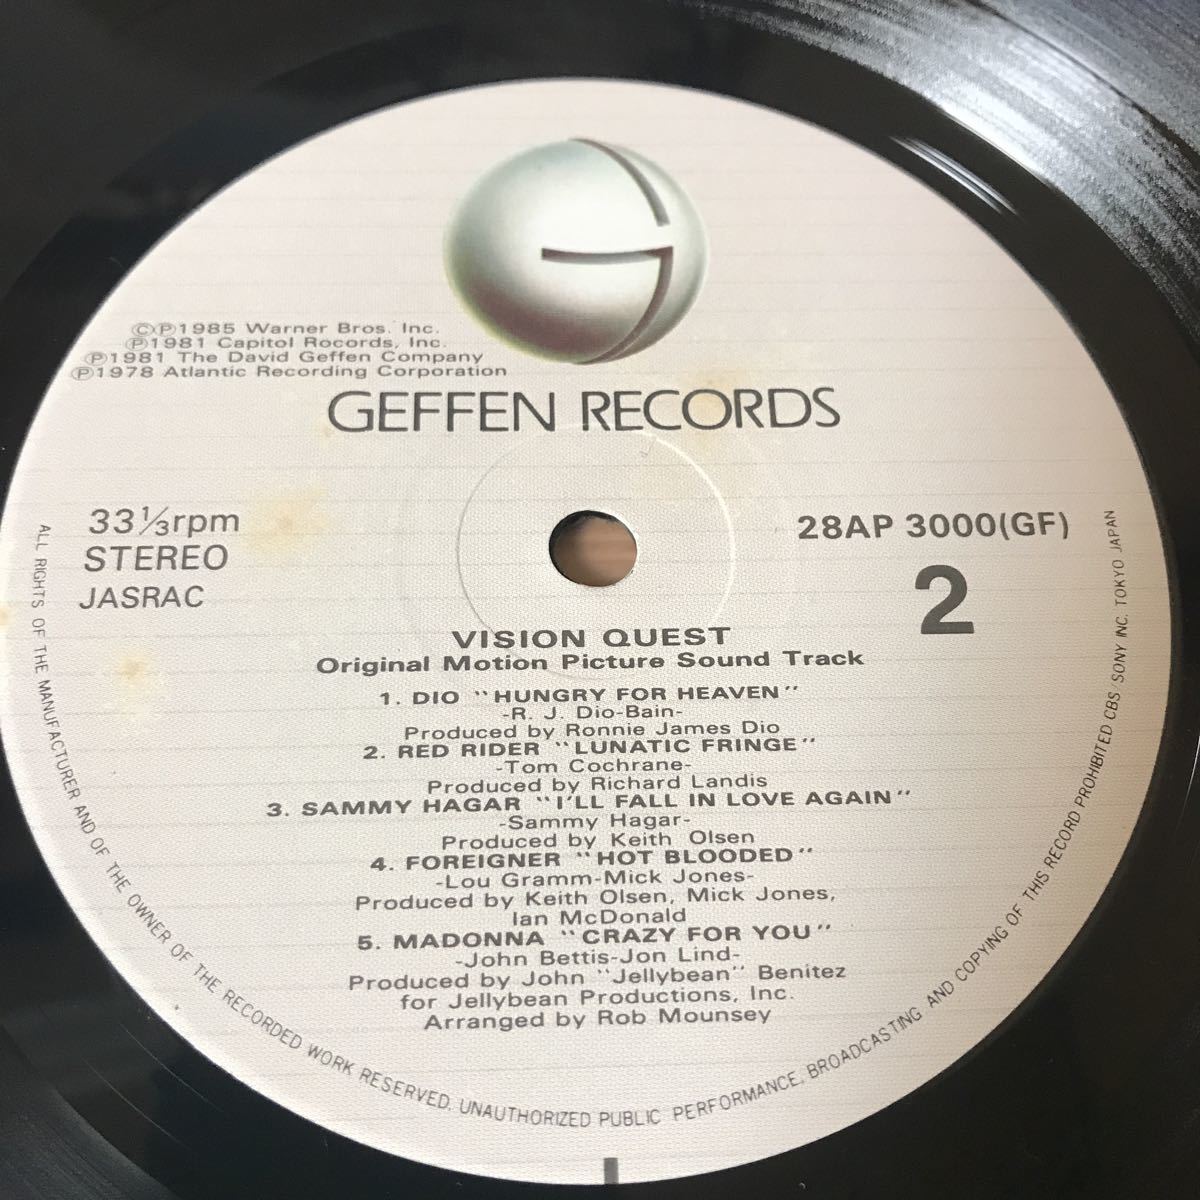 ©℗1985 Warner Bros. Inc.
℗1981 Capitol Rocords, Inc.
℗1981 The David Geffen Company
℗1978 Atlantic Recording Corporation
GEFFEN RECORDS
33⅓rpm
STEREO
JASRAC
28AP 3000(GF)
2
VISION QUEST
Original Motion Picture Sound Track
1. DIO "HUNGRY FOR HEAVEN"
-R. J. Dio-Bain-
Produced by Ronnie James Dio
2. RED RIDER "LUNATIC FRINGE"
-Tom Cochrane-
Produced by Richard Landis
3. SAMMY HAGAR "I'LL FALL IN LOVE AGAIN"
-Sammy Hagar-
Produced by Keith Olsen
4. FOREIGNER "HOT BLOODED"
-Lou Gramm-Mick Jones-
Produced by Keith Olsen, Mick Jones,
Ian McDonald
5. MADONNA "CRAZY FOR YOU"
-John Bettis-Jon Lind-
Produced by John "Jellybean" Benitez
for Jellybean Productions, Inc.
Arranged by Rob Mounsey
ALL RIGHTS OF THE MANUFACTURER AND OF THE OWNER OF THE RECORDED WORK RESERVED. UNAUTHORIZED PUBLIC PERFORMANCE, BROADCASTING AND COPYING OF THIS RECORD PROHIBITED CBS/SONY INC. TOKYO JAPAN